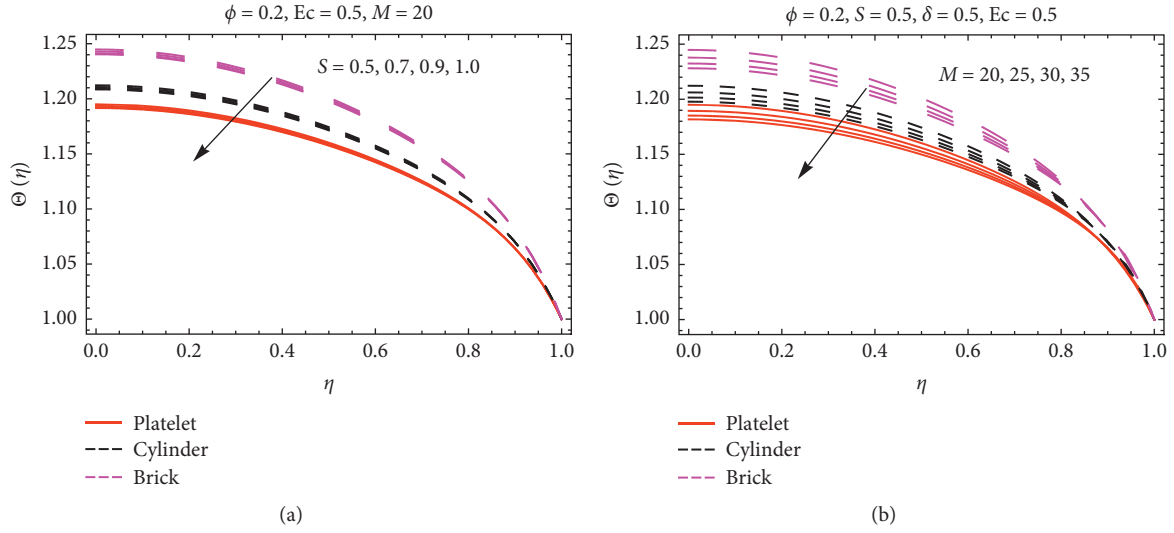 ϕ = 0.2, Ec = 0.5, M = 20
1.25
1.20
1.15
1.10
1.05
1.00
Θ (η)
S = 0.5, 0.7, 0.9, 1.0
0.0 0.2 0.4 0.6 0.8 1.0
η
Platelet
Cylinder
Brick
(a)
ϕ = 0.2, S = 0.5, δ = 0.5, Ec = 0.5
1.25
1.20
1.15
1.10
1.05
1.00
Θ (η)
M = 20, 25, 30, 35
0.0 0.2 0.4 0.6 0.8 1.0
η
Platelet
Cylinder
Brick
(b)